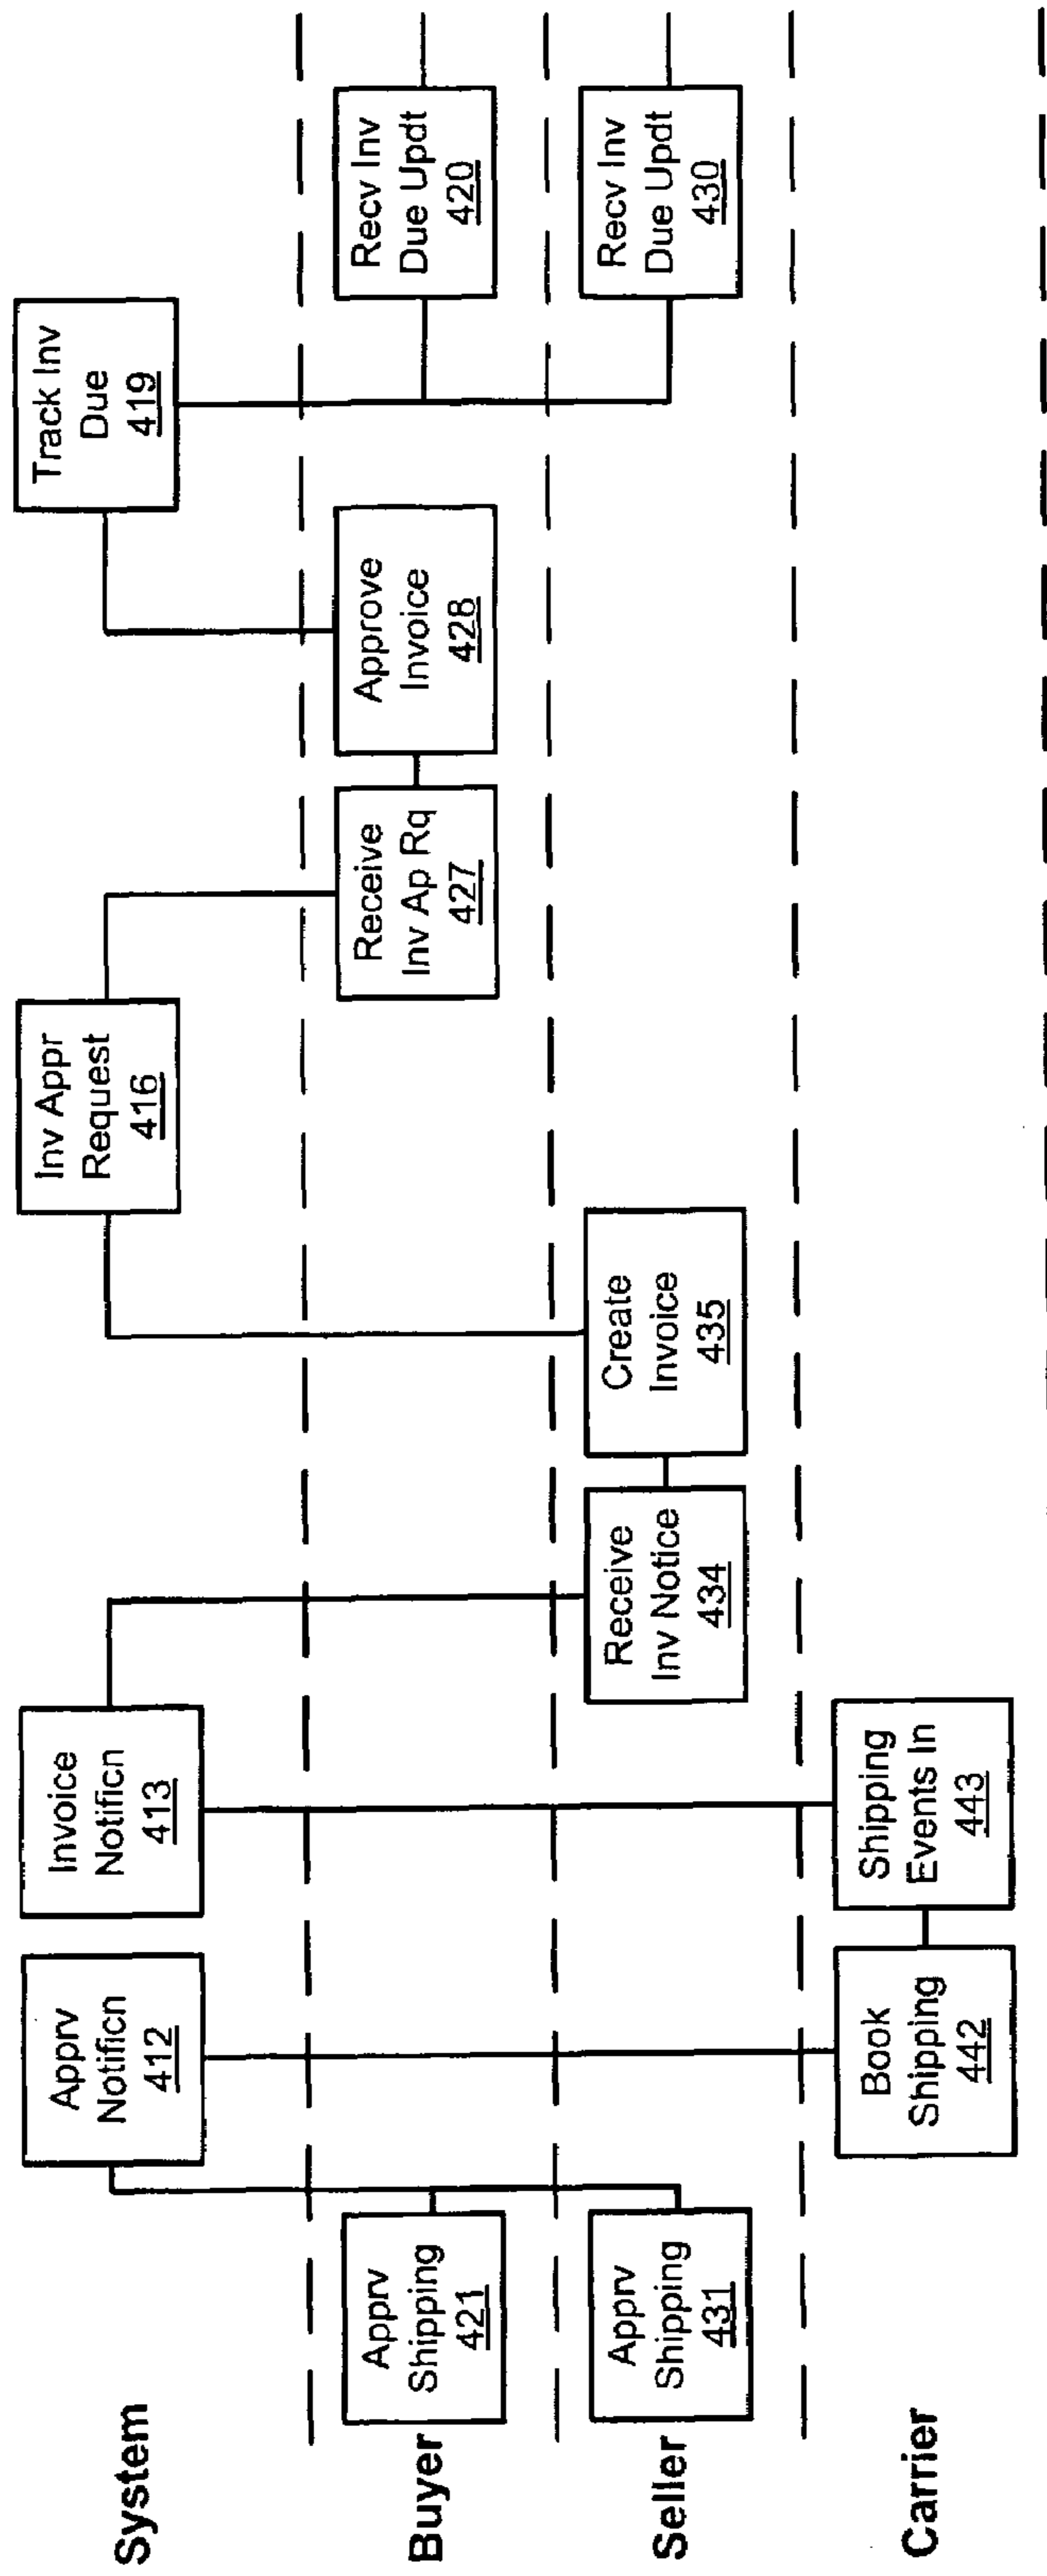 System
Apprv
Notificn
412
Invoice
Notificn
413
Inv Appr
Request
416
Track Inv
Due
419
Buyer
Apprv
Shipping
421
Receive
Inv Ap Rq
427
Approve
Invoice
428
Recv Inv
Due Updt
420
Seller
Apprv
Shipping
431
Receive
Inv Notice
434
Create
Invoice
435
Recv Inv
Due Updt
430
Carrier
Book
Shipping
442
Shipping
Events In
443